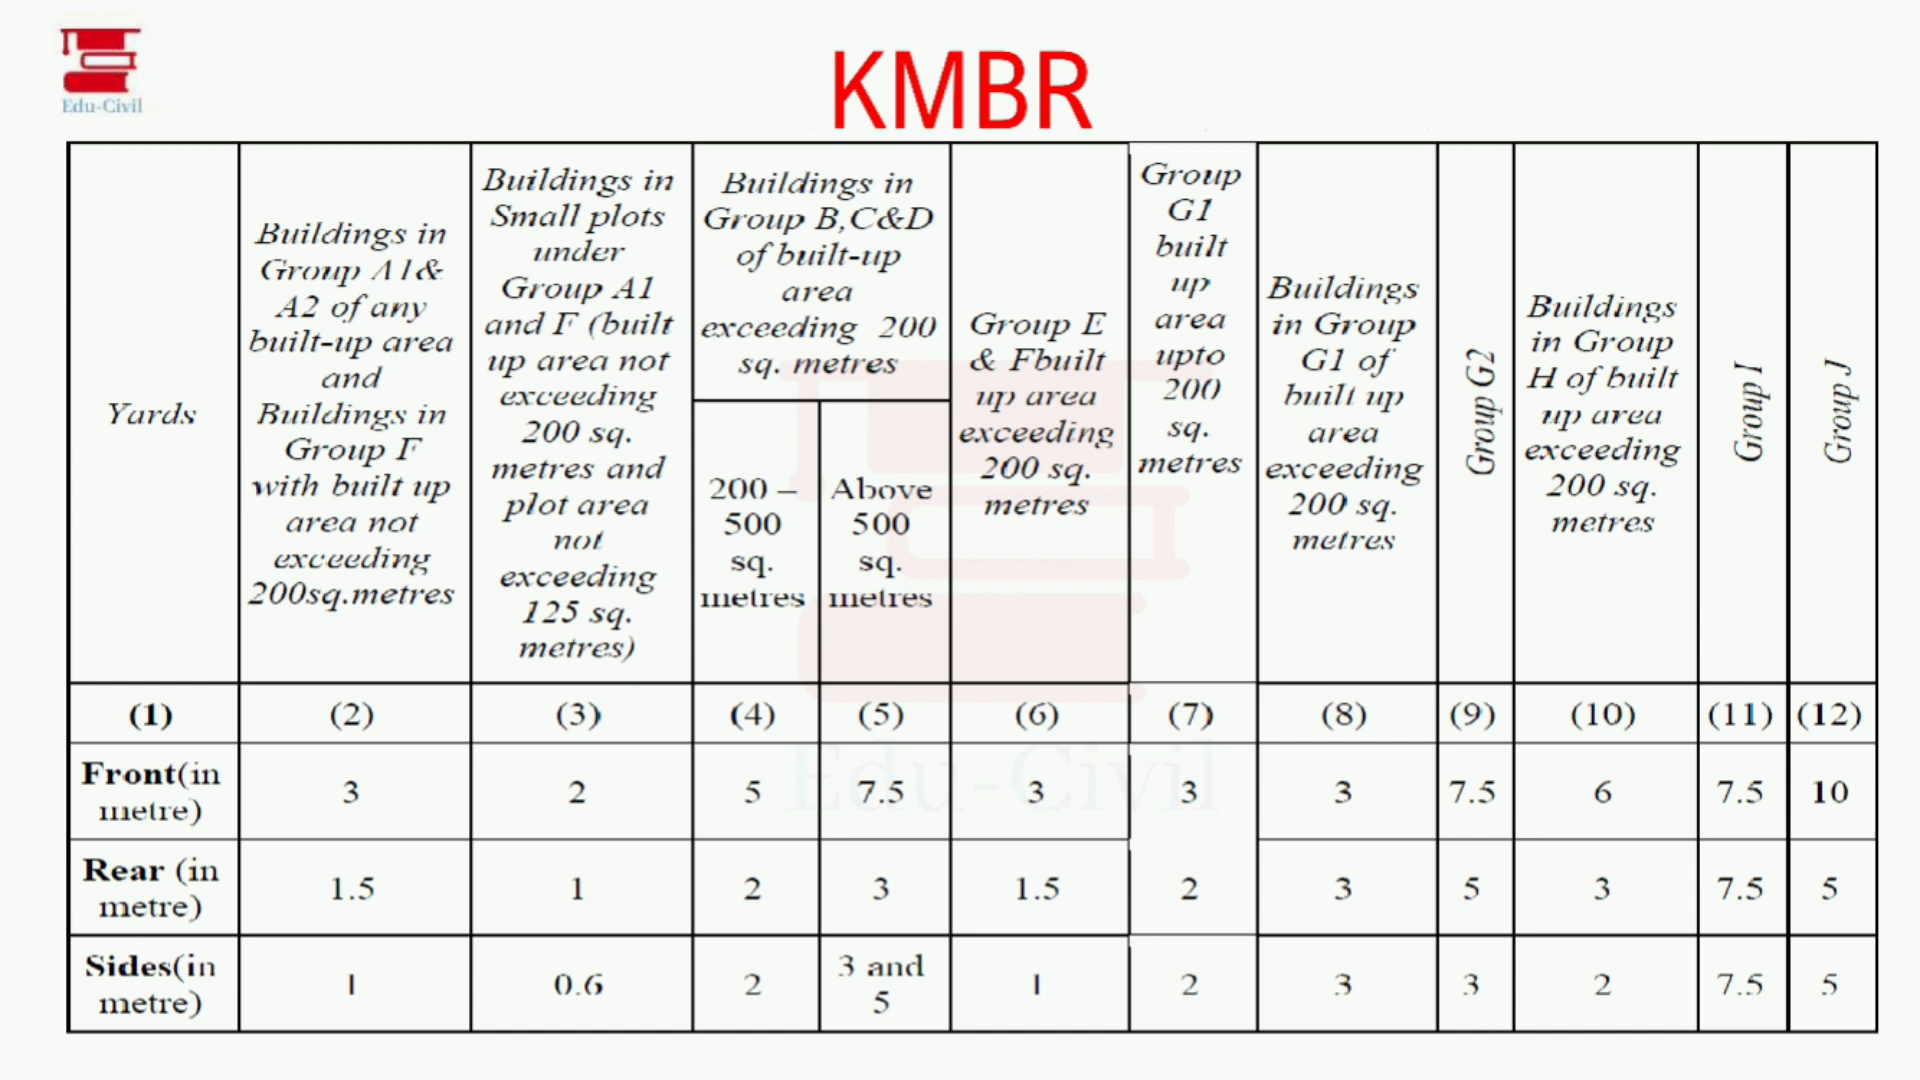 Edu-Civil
KMBR
Yards
Buildings in
Group A1&
A2 of any
built-up area
and
Buildings in
Group F
with built up
area not
exceeding
200sq.metres
Buildings in
Small plots
under
Group A1
and F (built
up area not
exceeding
200 sq.
metres and
plot area
not
exceeding
125 sq.
metres)
Buildings in
Group B,C&D
of built-up
area
exceeding 200
sq. metres
200 –
500
sq.
metres
Above
500
sq.
metres
Group E
& Fbuilt
up area
exceeding
200 sq.
metres
Group
G1
built
up
area
upto
200
sq.
metres
Buildings
in Group
G1 of
built up
area
exceeding
200 sq.
metres
Group G2
Buildings
in Group
H of built
up area
exceeding
200 sq.
metres
Group I
Group J
(1) (2) (3) (4) (5) (6) (7) (8) (9) (10) (11) (12)
Front(in
metre)
3 2 5 7.5 3 3 3 7.5 6 7.5 10
Rear (in
metre)
1.5 1 2 3 1.5 2 3 5 3 7.5 5
Sides(in
metre)
1 0.6 2 3 and
5
1 2 3 3 2 7.5 5
Edu-Civil